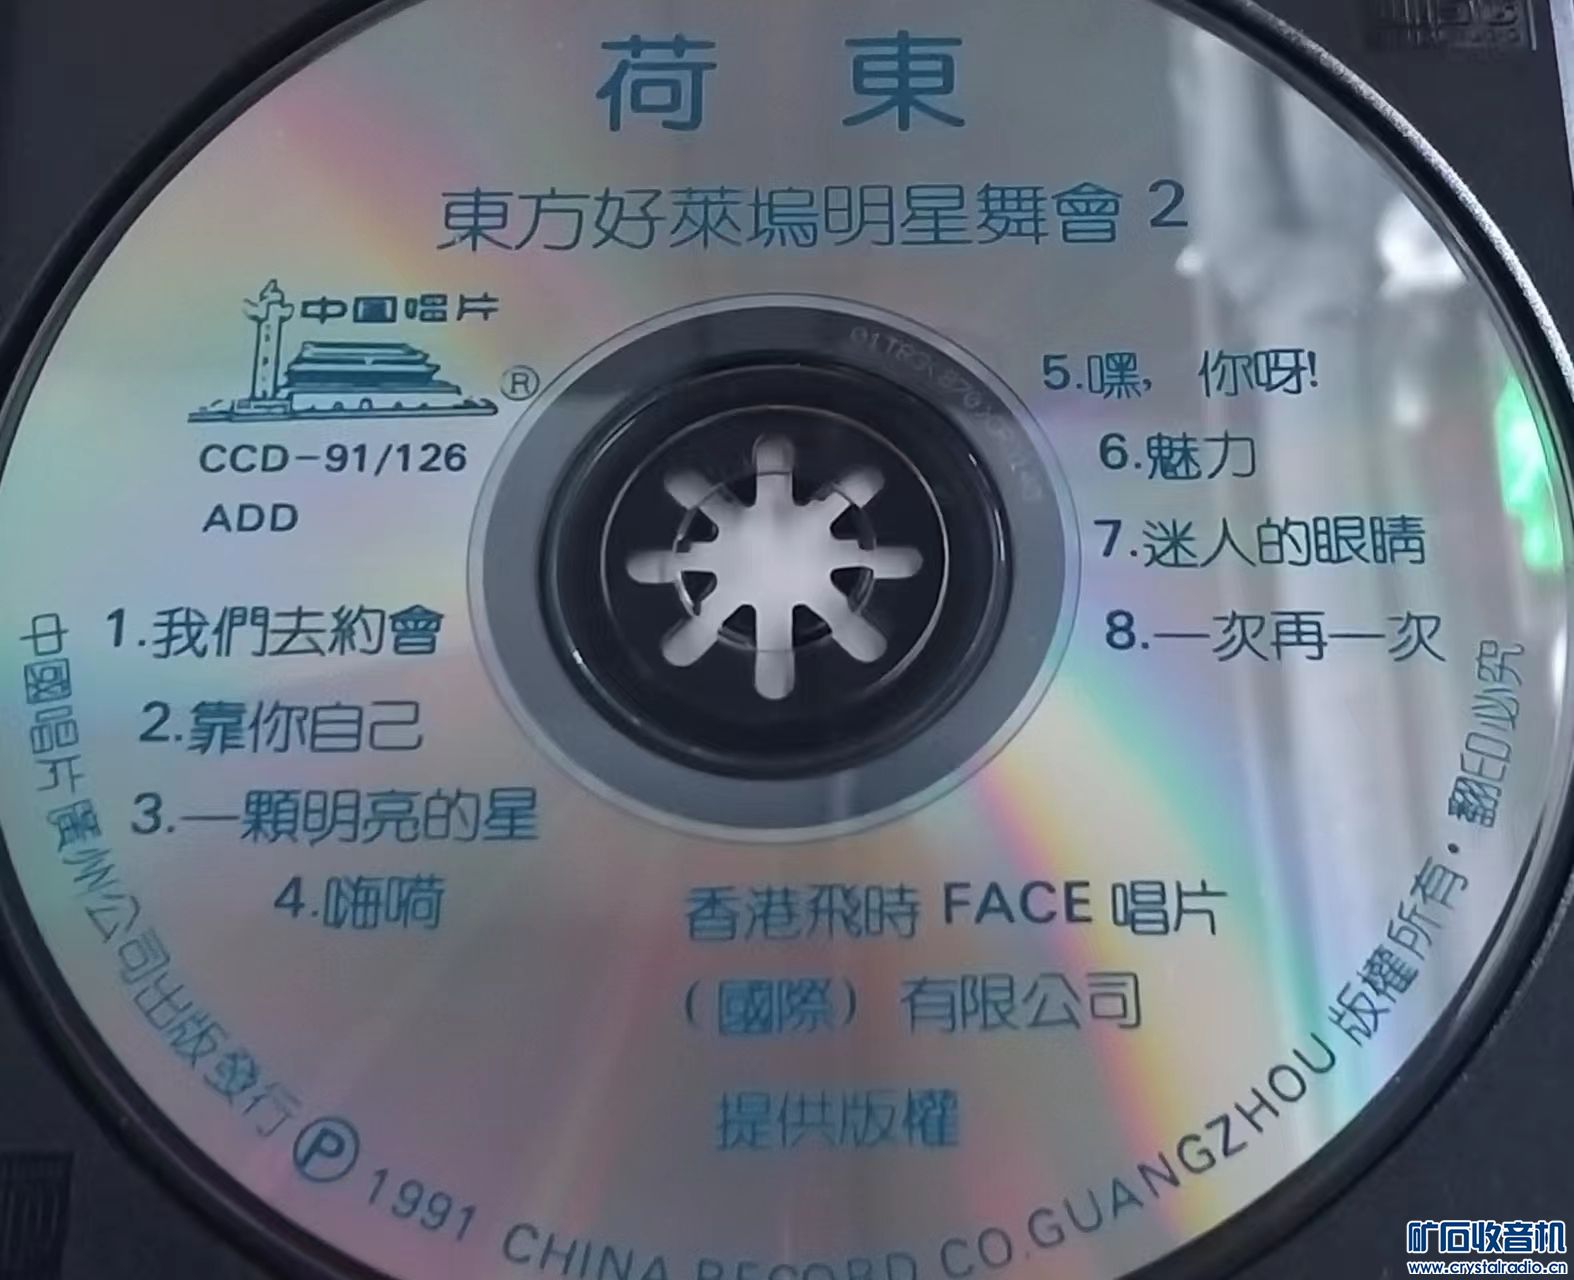 荷東
東方好萊塢明星舞會 2
中國唱片
®
CCD-91/126
ADD
1.我們去約會
2.靠你自己
3.一顆明亮的星
4.嗨嗬
5.嘿, 你呀!
6.魅力
7.迷人的眼睛
8.一次再一次
香港飛時 FACE 唱片
(國際) 有限公司
提供版權
中國唱片廣州公司出版發行 Ⓟ 1991 CHINA RECORD CO.GUANGZHOU 版權所有·翻印必究
矿石收音机
www.crystalradio.cn